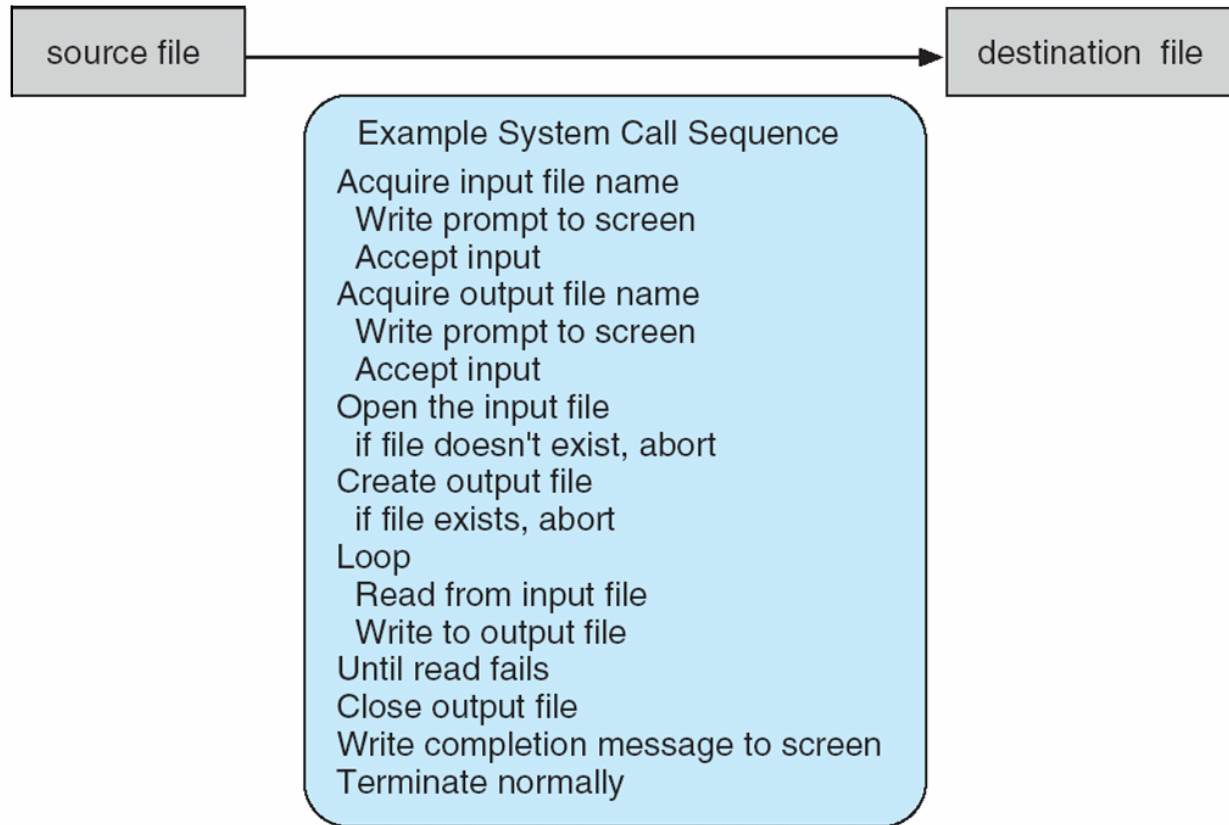 source file
destination file
Example System Call Sequence
Acquire input file name
Write prompt to screen
Accept input
Acquire output file name
Write prompt to screen
Accept input
Open the input file
if file doesn't exist, abort
Create output file
if file exists, abort
Loop
Read from input file
Write to output file
Until read fails
Close output file
Write completion message to screen
Terminate normally